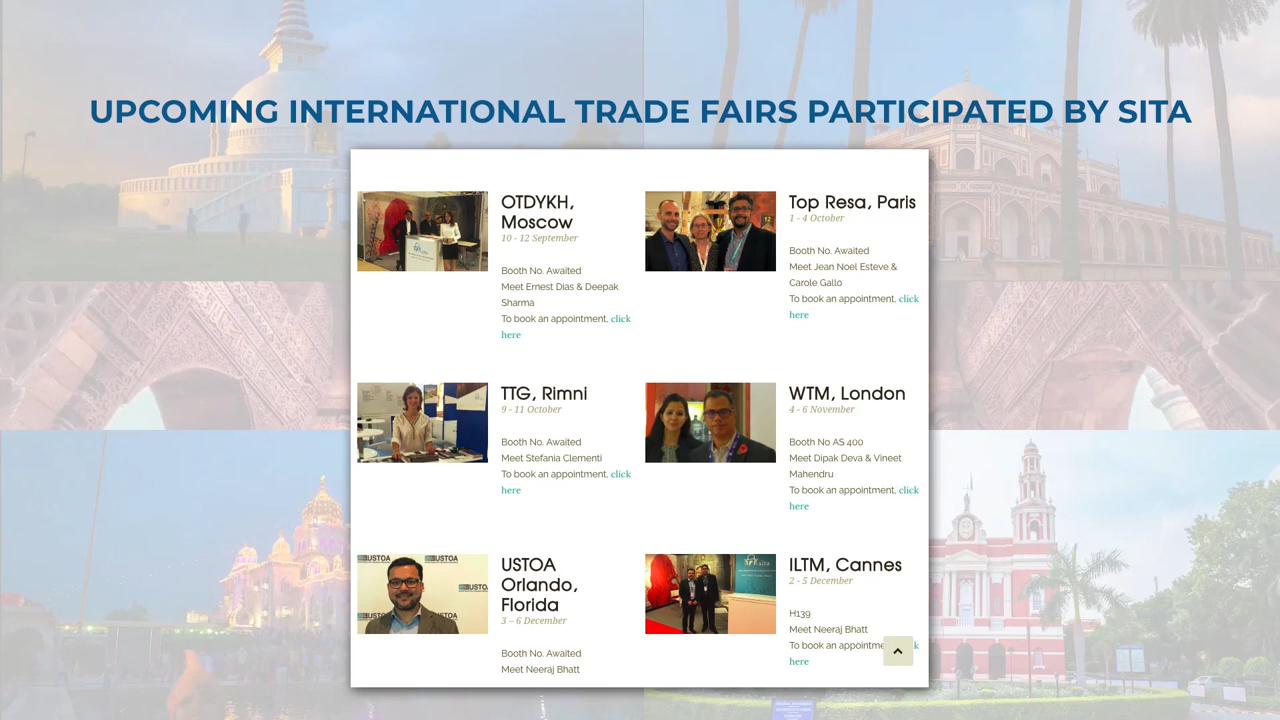 UPCOMING INTERNATIONAL TRADE FAIRS PARTICIPATED BY SITA
OTDYKH,
Moscow
10 - 12 September
Booth No. Awaited
Meet Ernest Dias & Deepak
Sharma
To book an appointment, click
here
Top Resa, Paris
1 - 4 October
Booth No. Awaited
Meet Jean Noel Esteve &
Carole Gallo
To book an appointment, click
here
TTG, Rimni
9 - 11 October
Booth No. Awaited
Meet Stefania Clementi
To book an appointment, click
here
WTM, London
4 - 6 November
Booth No AS 400
Meet Dipak Deva & Vineet
Mahendru
To book an appointment, click
here
USTOA
USTOA
USTOA
Orlando,
Florida
3 – 6 December
Booth No. Awaited
Meet Neeraj Bhatt
sita
ILTM, Cannes
2 - 5 December
H139
Meet Neeraj Bhatt
To book an
here